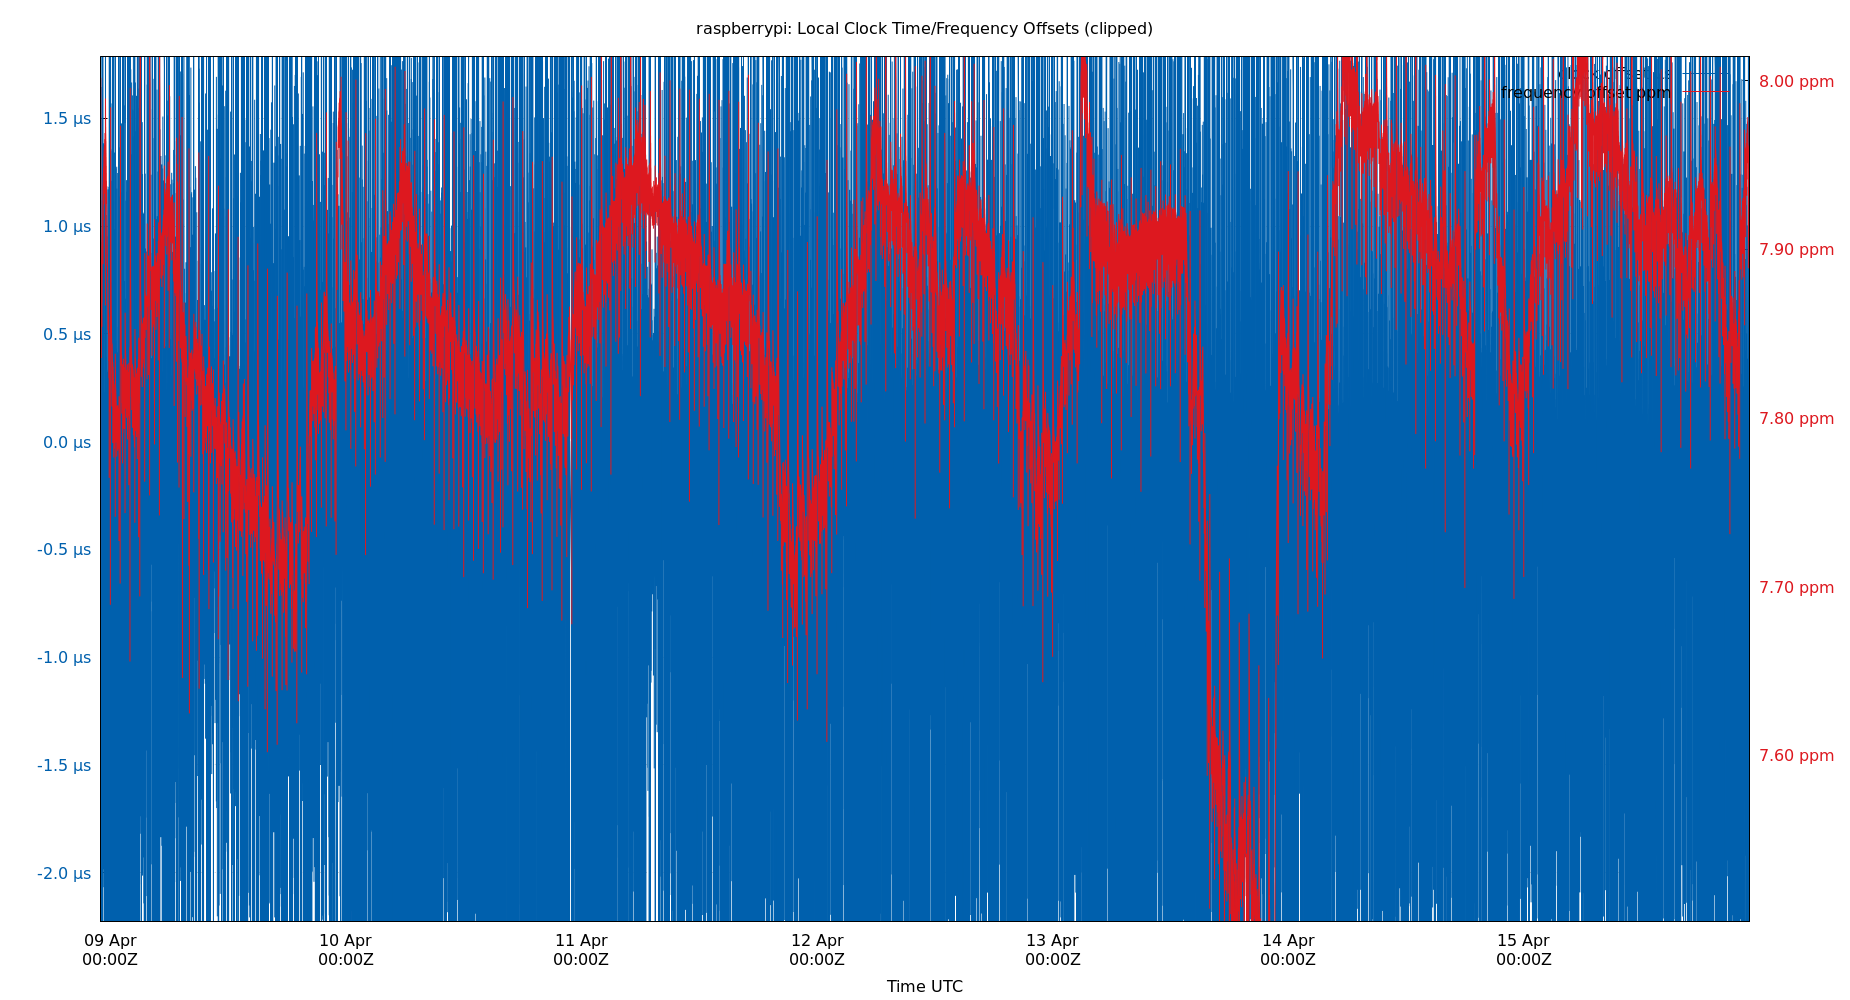 raspberrypi: Local Clock Time/Frequency Offsets (clipped)
clock offset µs
frequency offset ppm
1.5 µs
1.0 µs
0.5 µs
0.0 µs
-0.5 µs
-1.0 µs
-1.5 µs
-2.0 µs
8.00 ppm
7.90 ppm
7.80 ppm
7.70 ppm
7.60 ppm
09 Apr
00:00Z
10 Apr
00:00Z
11 Apr
00:00Z
12 Apr
00:00Z
13 Apr
00:00Z
14 Apr
00:00Z
15 Apr
00:00Z
Time UTC